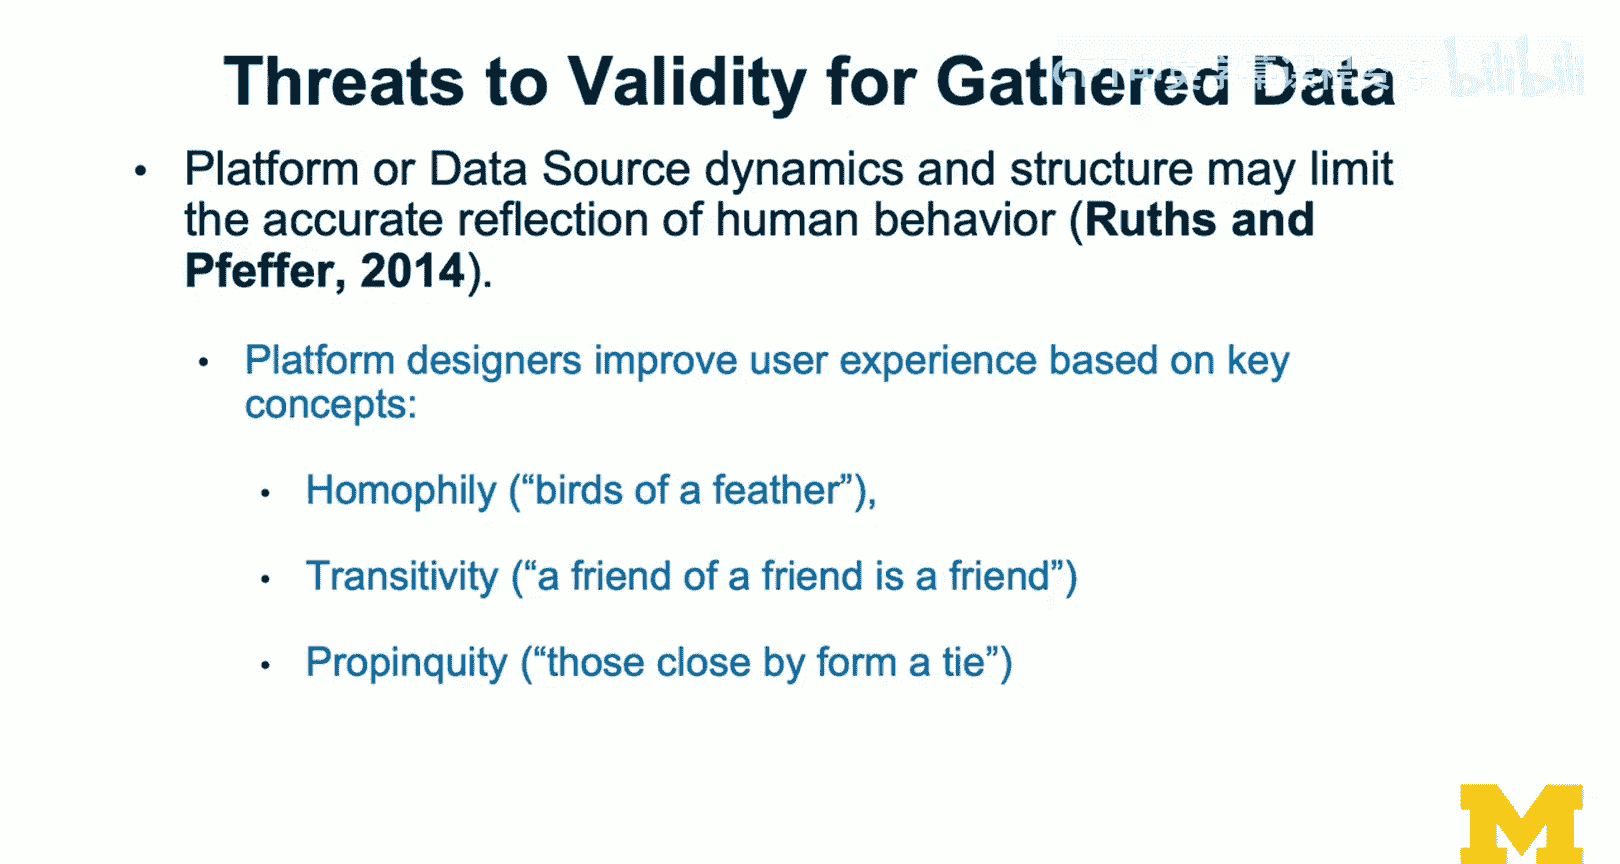 Threats to Validity for Gathered Data
bilibili
• Platform or Data Source dynamics and structure may limit
the accurate reflection of human behavior (Ruths and
Pfeffer, 2014).
• Platform designers improve user experience based on key
concepts:
• Homophily (“birds of a feather”),
• Transitivity (“a friend of a friend is a friend”)
• Propinquity (“those close by form a tie”)
M